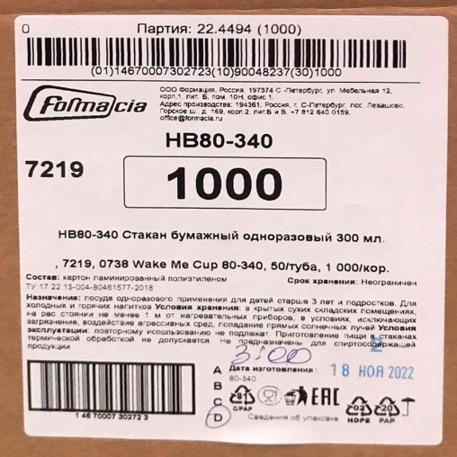 0 Партия: 22.4494 (1000)
(01)14670007302723(10)90048237(30)1000
Formacia
ООО Формация, Россия, 197374 С.-Петербург, ул. Мебельная 12,
корп.1, лит. Б, пом. 10Н, офис 1.
Адрес производства: 194361, Россия, г. С-Петербург, пос. Левашово,
Горское ш., д. 169, корп.2, лит.Б и В. +7 812 640 0159,
office@formacia.ru
HB80-340
7219
1000
HB80-340 Стакан бумажный одноразовый 300 мл.
, 7219, 0738 Wake Me Cup 80-340, 50/туба, 1 000/кор.
Состав: картон ламинированный полиэтиленом Срок хранения: Неограничен
ТУ 17.22.13-004-80461577-2018
Назначение: посуда одноразового применения для детей старше 3 лет и подростков. Для
холодных и горячих напитков Условия хранения: в крытых сухих складских помещениях,
на рас стоянии не менее 1 м от нагревательных приборов, в условиях, исключающих
загрязнение, воздействие агрессивных сред, попадание прямых солнечных лучей Условия
эксплуатации: повторному использованию не подлежат. Приготовление пищи в стаканах
термической обработкой не допускается. Не предназначены для спиртосодержащей
продукции
3500
A
B
C
D
Дата изготовления:
80-340
18 НОЯ 2022
81
C/PAP
EAC
02
HDPE
20
PAP
Сведения об упаковке
1 46 70007 30272 3